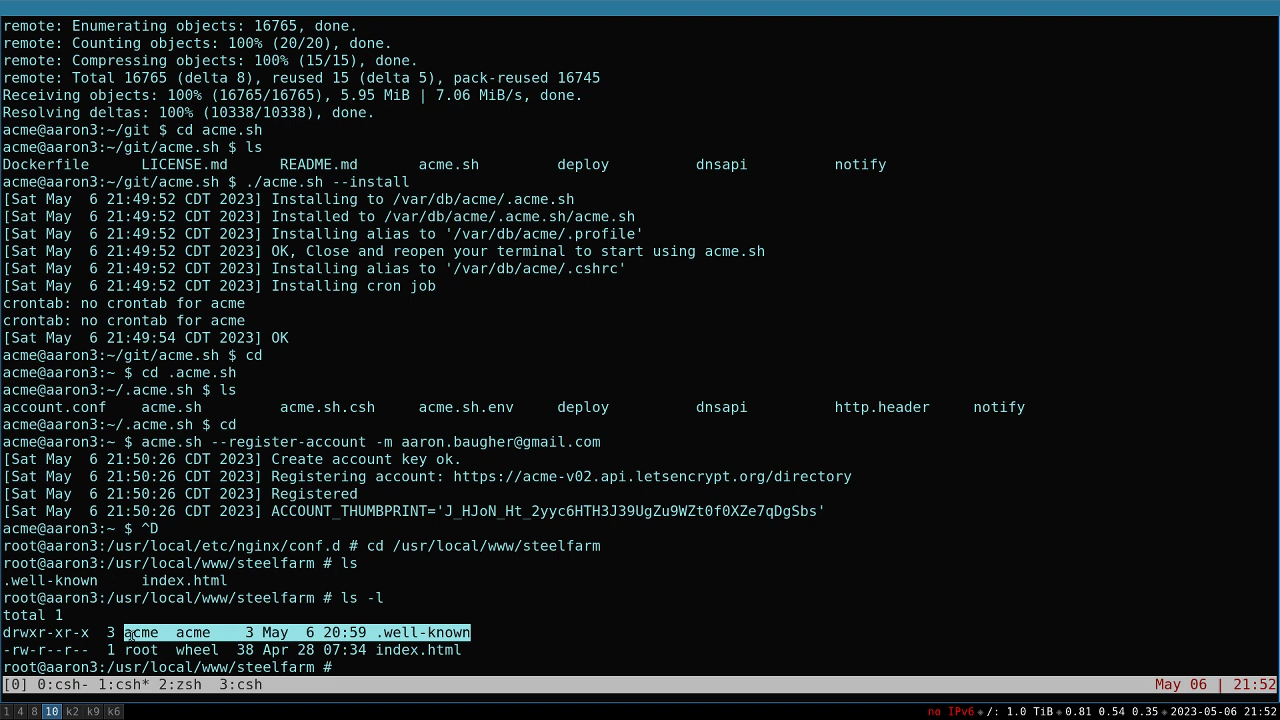 remote: Enumerating objects: 16765, done.
remote: Counting objects: 100% (20/20), done.
remote: Compressing objects: 100% (15/15), done.
remote: Total 16765 (delta 8), reused 15 (delta 5), pack-reused 16745
Receiving objects: 100% (16765/16765), 5.95 MiB | 7.06 MiB/s, done.
Resolving deltas: 100% (10338/10338), done.
acme@aaron3:~/git $ cd acme.sh
acme@aaron3:~/git/acme.sh $ ls
Dockerfile      LICENSE.md      README.md       acme.sh         deploy          dnsapi          notify
acme@aaron3:~/git/acme.sh $ ./acme.sh --install
[Sat May  6 21:49:52 CDT 2023] Installing to /var/db/acme/.acme.sh
[Sat May  6 21:49:52 CDT 2023] Installed to /var/db/acme/.acme.sh/acme.sh
[Sat May  6 21:49:52 CDT 2023] Installing alias to '/var/db/acme/.profile'
[Sat May  6 21:49:52 CDT 2023] OK, Close and reopen your terminal to start using acme.sh
[Sat May  6 21:49:52 CDT 2023] Installing alias to '/var/db/acme/.cshrc'
[Sat May  6 21:49:52 CDT 2023] Installing cron job
crontab: no crontab for acme
crontab: no crontab for acme
[Sat May  6 21:49:54 CDT 2023] OK
acme@aaron3:~/git/acme.sh $ cd
acme@aaron3:~ $ cd .acme.sh
acme@aaron3:~/.acme.sh $ ls
account.conf    acme.sh         acme.sh.csh     acme.sh.env     deploy          dnsapi          http.header     notify
acme@aaron3:~/.acme.sh $ cd
acme@aaron3:~ $ acme.sh --register-account -m aaron.baugher@gmail.com
[Sat May  6 21:50:26 CDT 2023] Create account key ok.
[Sat May  6 21:50:26 CDT 2023] Registering account: https://acme-v02.api.letsencrypt.org/directory
[Sat May  6 21:50:26 CDT 2023] Registered
[Sat May  6 21:50:26 CDT 2023] ACCOUNT_THUMBPRINT='J_HJoN_Ht_2yyc6HTH3J39UgZu9WZt0f0XZe7qDgSbs'
acme@aaron3:~ $ ^D
root@aaron3:/usr/local/etc/nginx/conf.d # cd /usr/local/www/steelfarm
root@aaron3:/usr/local/www/steelfarm # ls
.well-known     index.html
root@aaron3:/usr/local/www/steelfarm # ls -l
total 1
drwxr-xr-x  3 acme  acme    3 May  6 20:59 .well-known
-rw-r--r--  1 root  wheel  38 Apr 28 07:34 index.html
root@aaron3:/usr/local/www/steelfarm #
[0] 0:csh- 1:csh* 2:zsh  3:csh May 06 | 21:52
1 4 8 10 k2 k9 k6 no IPv6 /: 1.0 TiB 0.81 0.54 0.35 2023-05-06 21:52